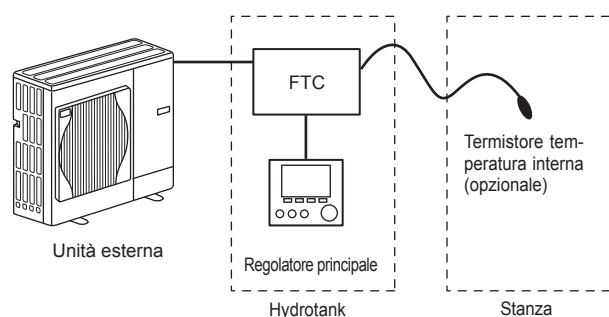 FTC
Termistore tem-
peratura interna
(opzionale)
Unità esterna
Regolatore principale
Hydrotank
Stanza